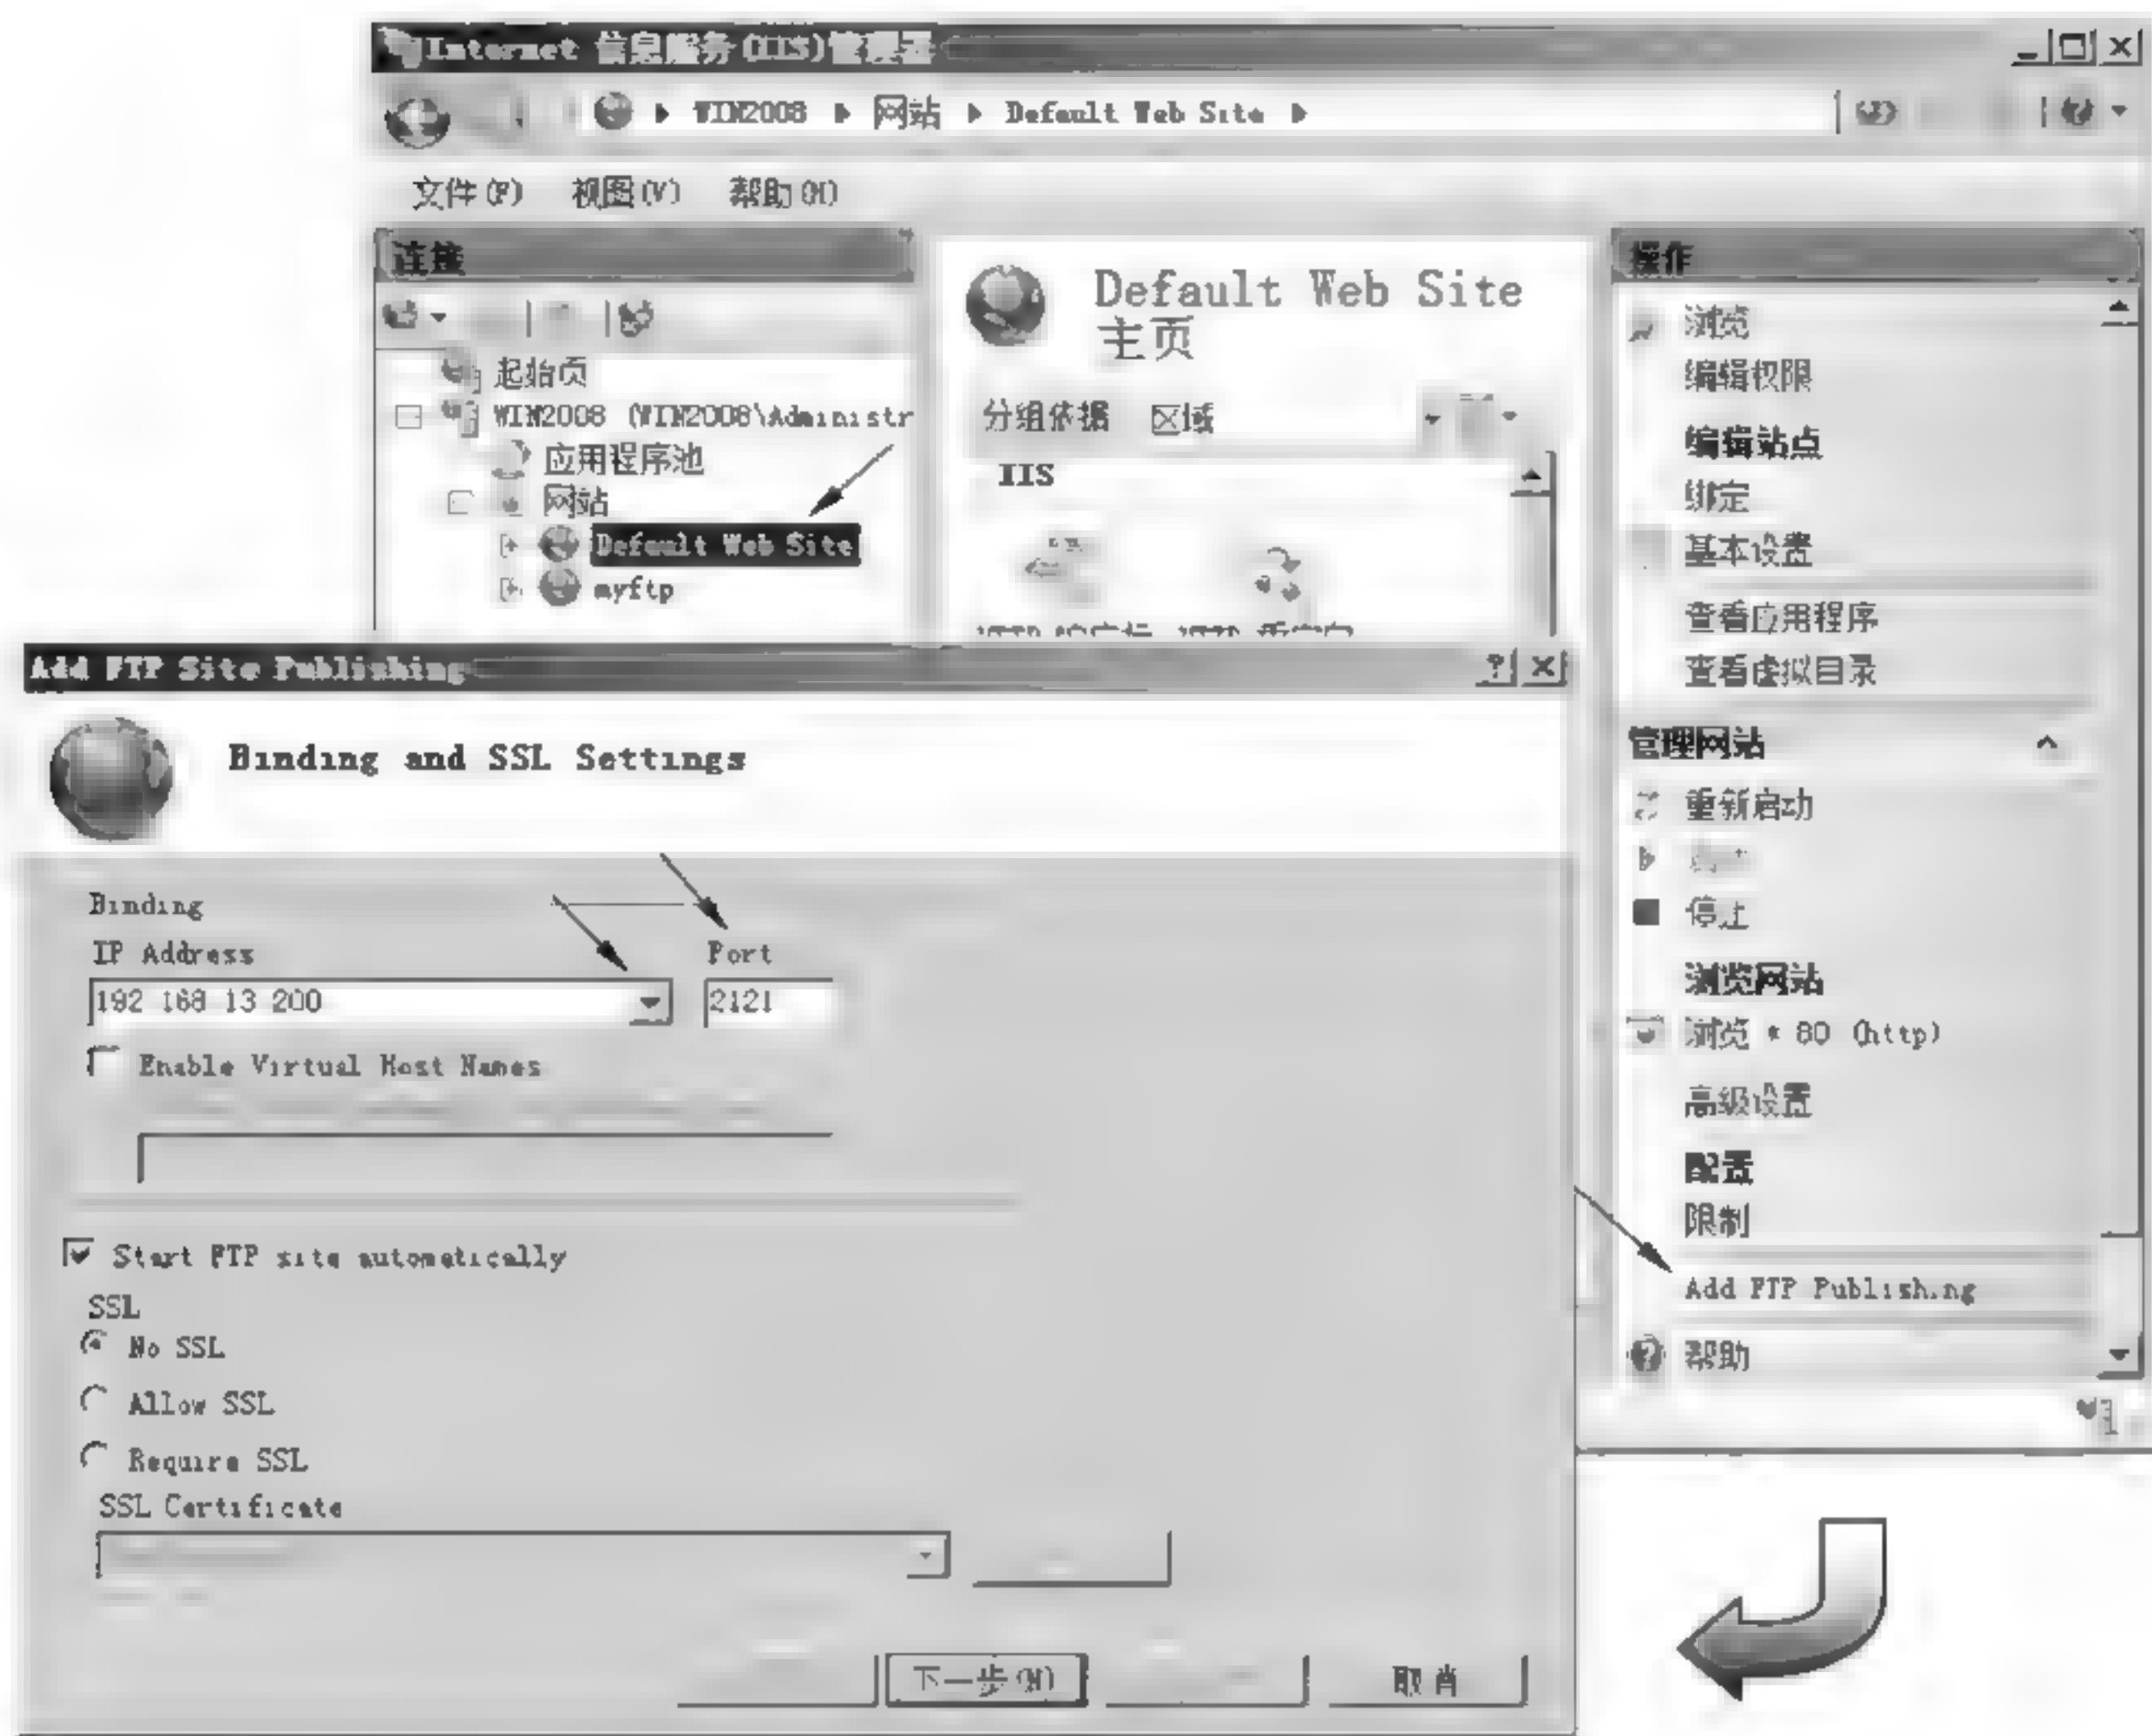 Internet 信息服务(IIS)管理器
WIN2008 网站 Default Web Site
文件(F) 视图(V) 帮助(H)
连接
起始页
WIN2008 (WIN2008\Administr
应用程序池
网站
Default Web Site
myftp
Default Web Site
主页
分组依据 区域
IIS
操作
浏览
编辑权限
编辑站点
绑定
基本设置
查看应用程序
查看虚拟目录
管理网站
重新启动
停止
浏览网站
浏览 * 80 (http)
高级设置
配置
限制
Add FTP Publishing
帮助
Add FTP Site Publishing
Binding and SSL Settings
Binding
IP Address Port
192 168 13 200 2121
Enable Virtual Host Names
Start FTP site automatically
SSL
No SSL
Allow SSL
Require SSL
SSL Certificate
下一步(N) 取消